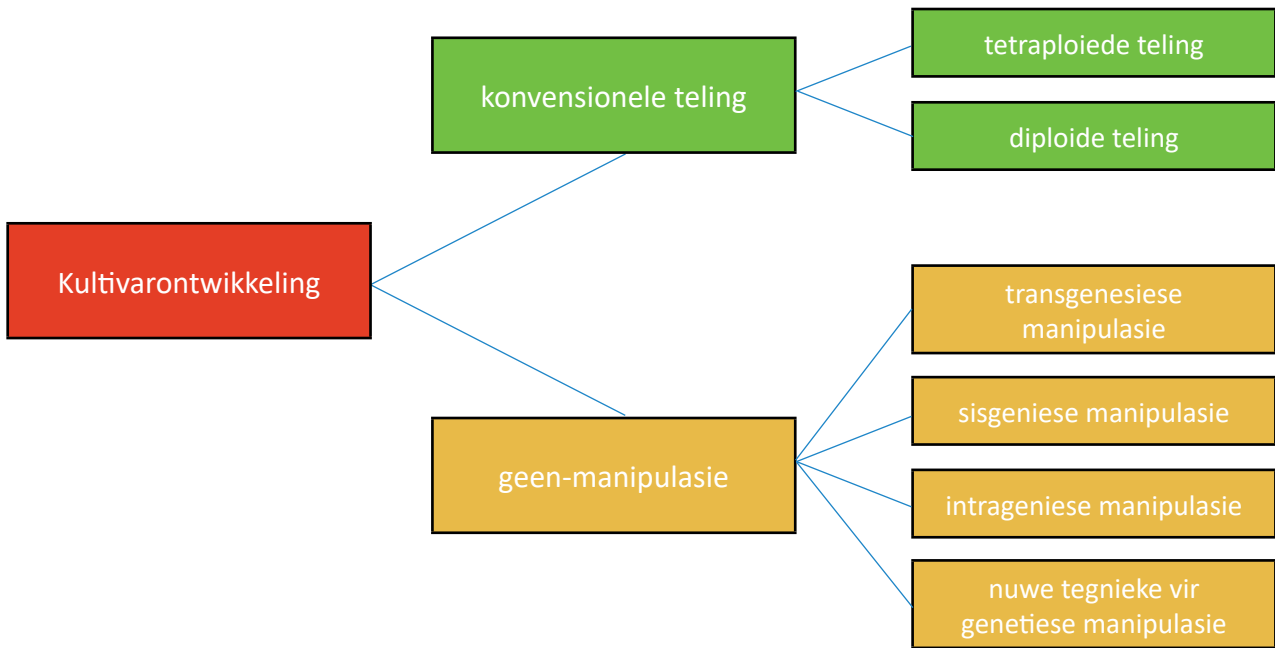 Kultivarontwikkeling
konvensionele teling
tetraploiede teling
diploide teling
geen-manipulasie
transgenesiese
manipulasie
sisgeniese manipulasie
intrageniese manipulasie
nuwe tegnieke vir
genetiese manipulasie